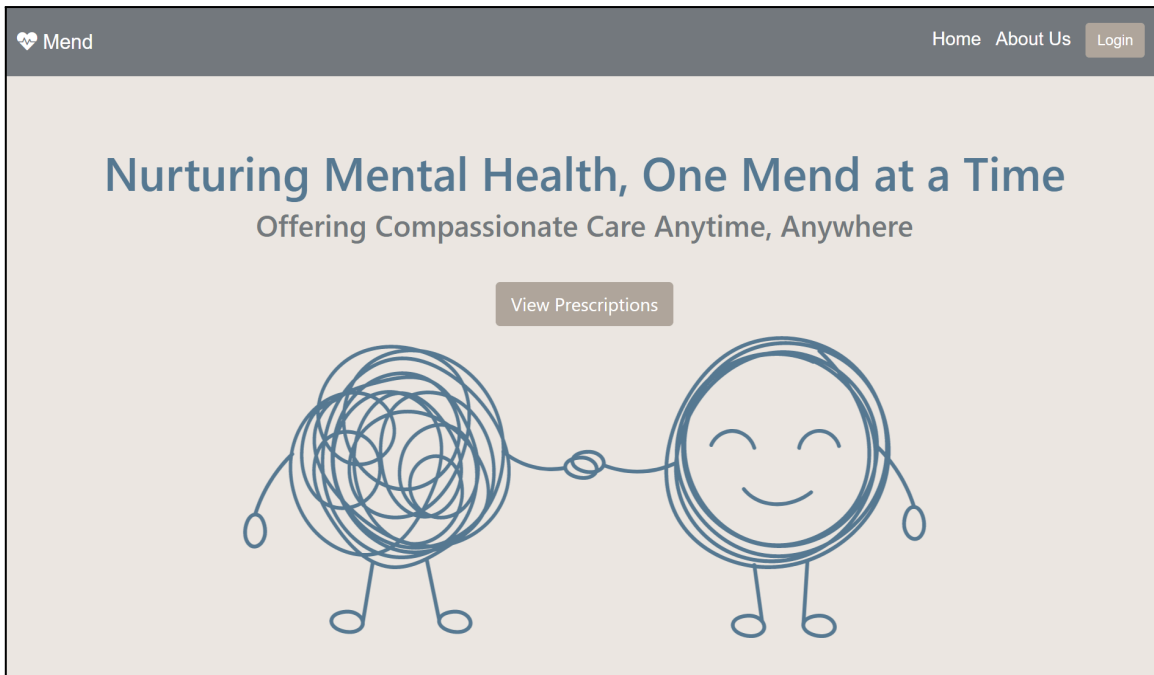 Mend
Home About Us Login
Nurturing Mental Health, One Mend at a Time
Offering Compassionate Care Anytime, Anywhere
View Prescriptions